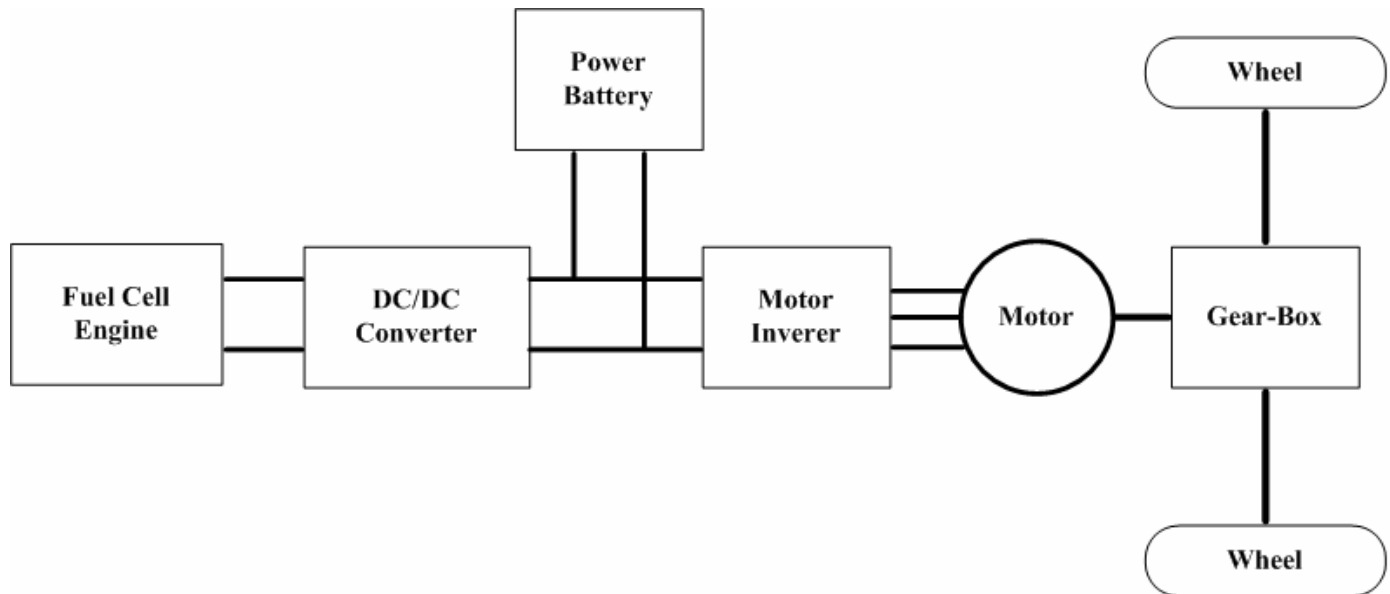 Power
Battery
Wheel
Fuel Cell
Engine
DC/DC
Converter
Motor
Inverer
Motor
Gear-Box
Wheel